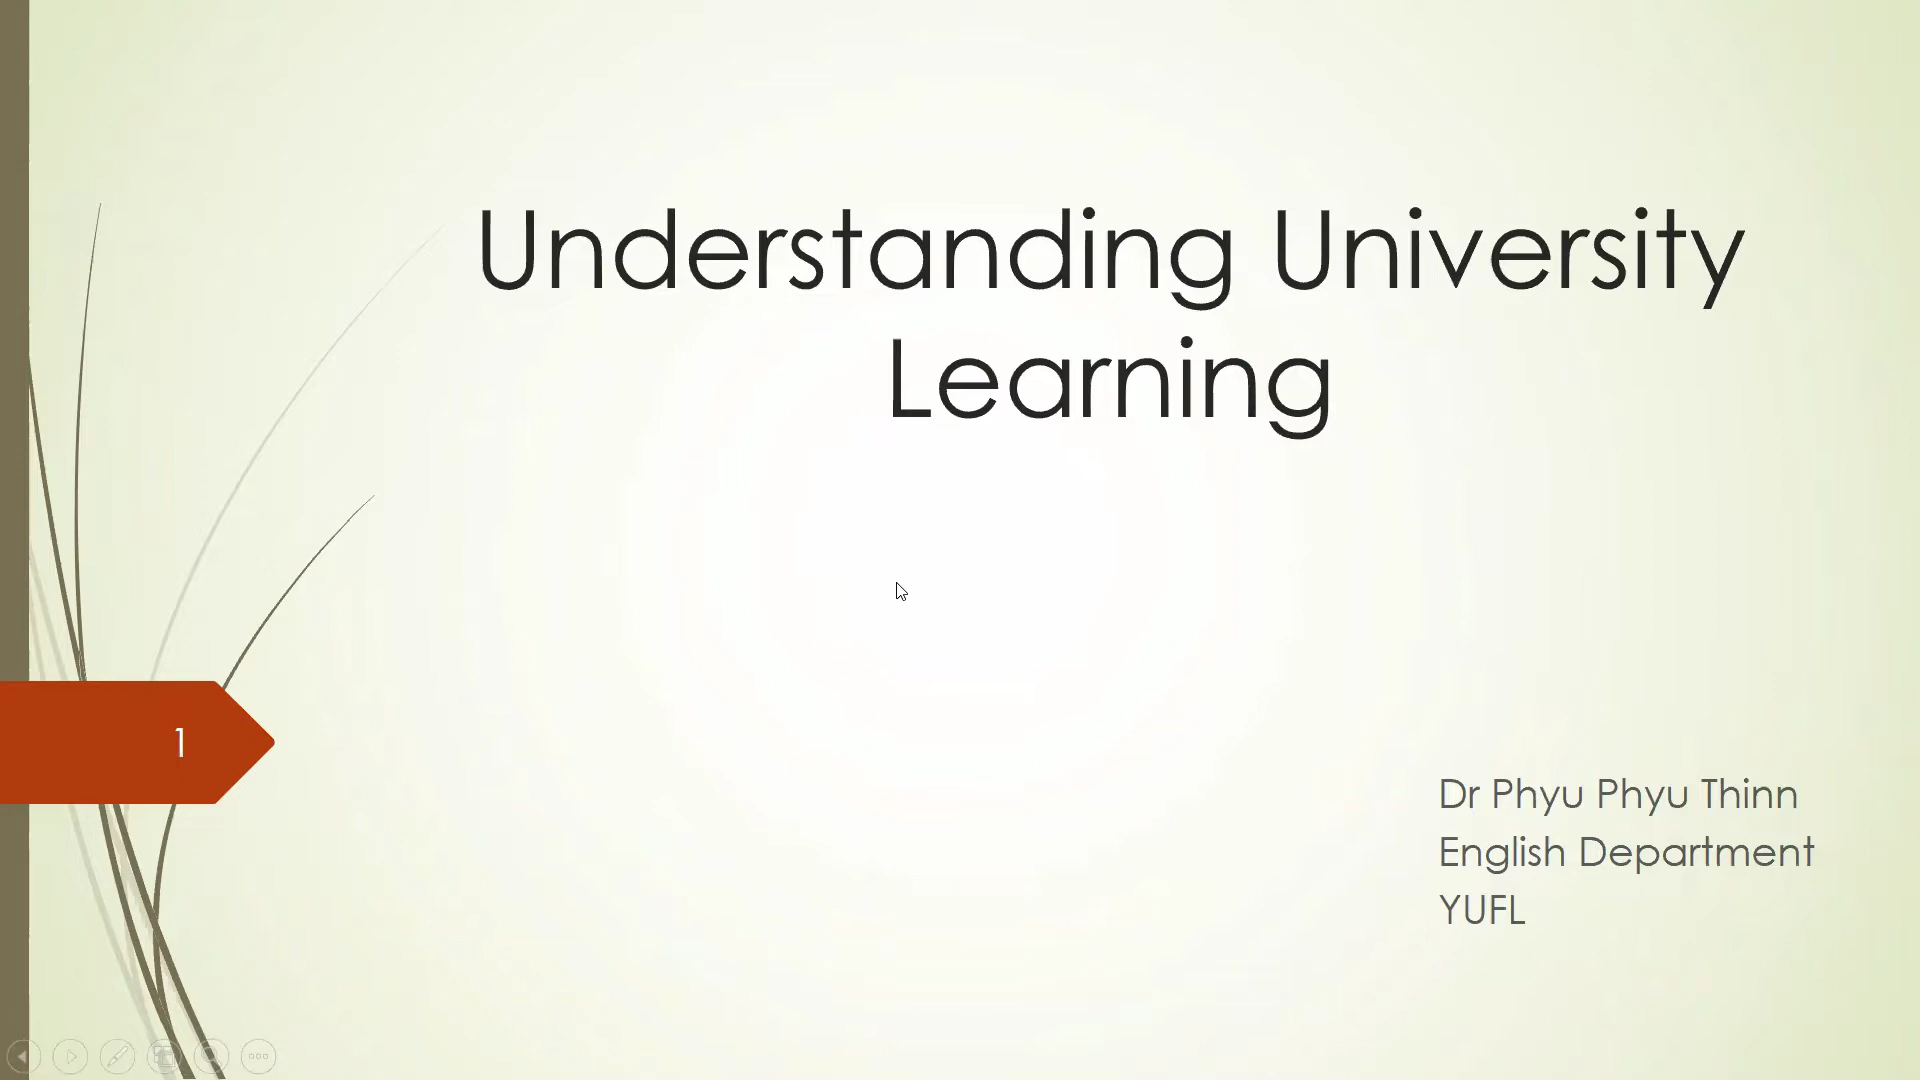 Understanding University
Learning
1
Dr Phyu Phyu Thinn
English Department
YUFL